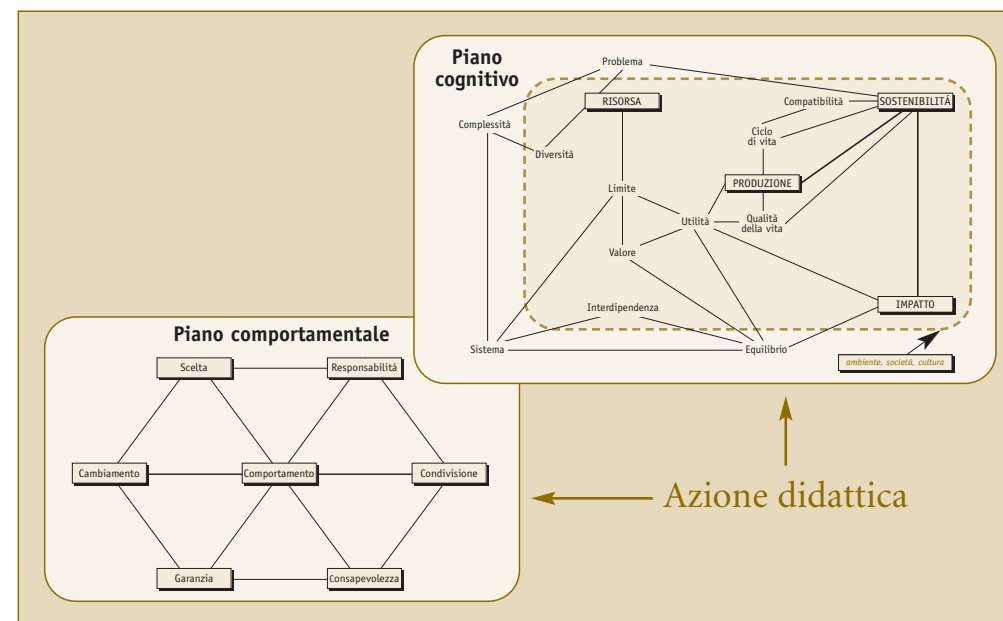 Piano
cognitivo
Problema
RISORSA
Compatibilità
SOSTENIBILITÁ
Complessità
Ciclo
di vita
Diversità
PRODUZIONE
Limite
Utilità
Qualità
della vita
Valore
Interdipendenza
IMPATTO
Sistema
Equilibrio
ambiente, società, cultura
Piano comportamentale
Scelta
Responsabilità
Cambiamento
Comportamento
Condivisione
Garanzia
Consapevolezza
Azione didattica